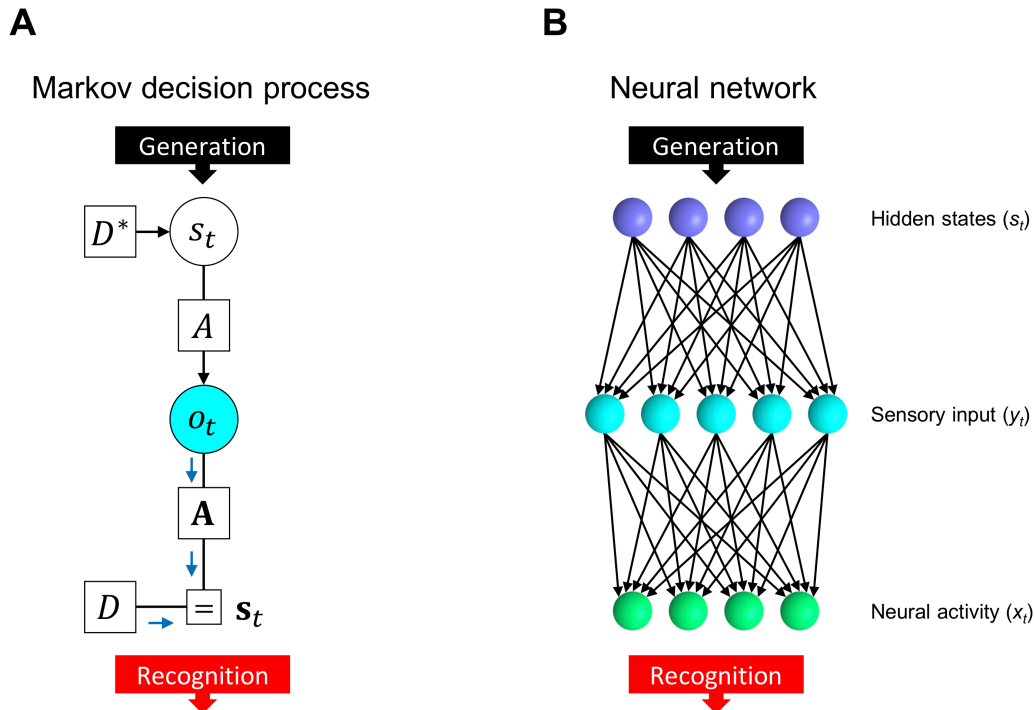 A
Markov decision process
Generation
D*
s_t
A
o_t
A
D
=
s_t
Recognition
B
Neural network
Generation
Hidden states (s_t)
Sensory input (y_t)
Neural activity (x_t)
Recognition